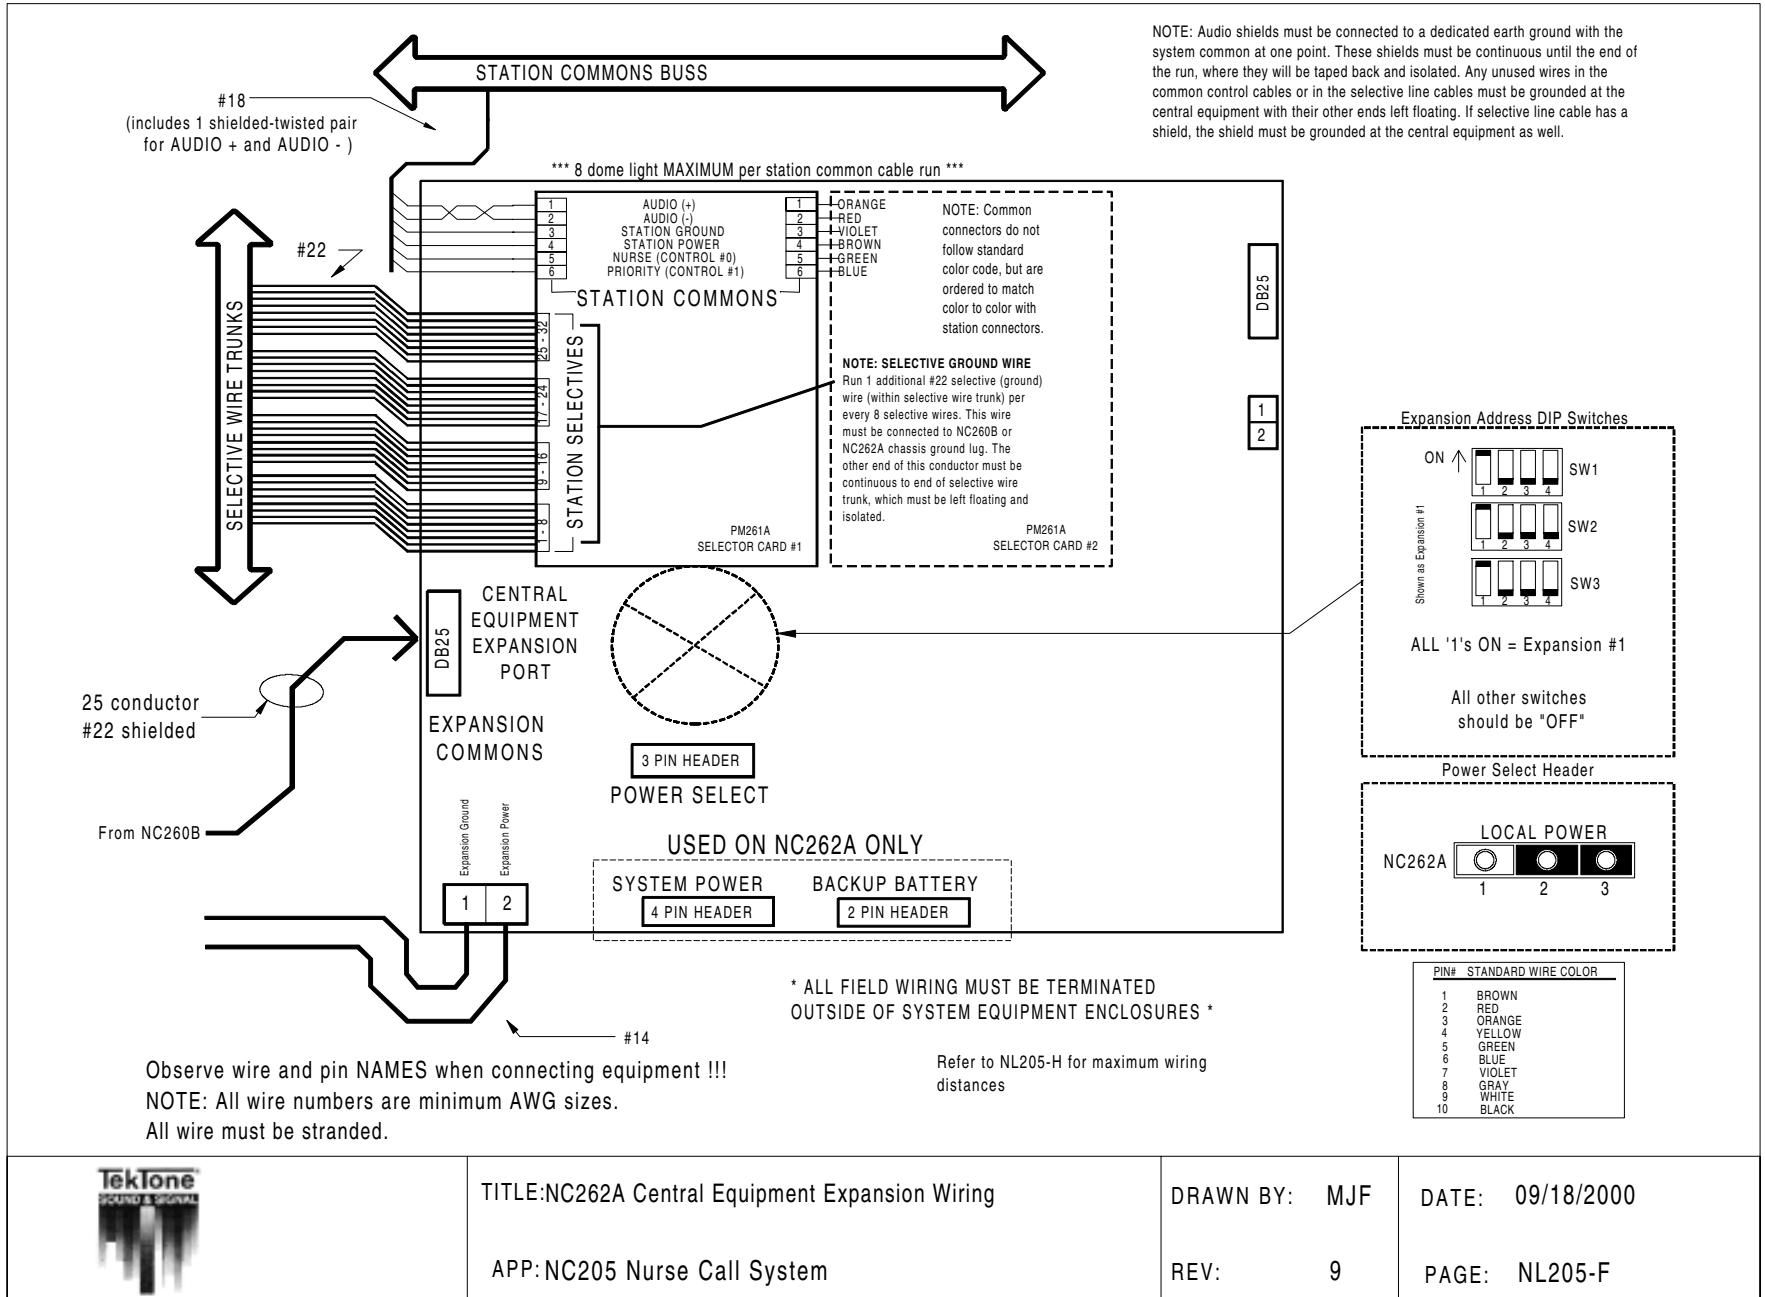 NOTE: Audio shields must be connected to a dedicated earth ground with the
system common at one point. These shields must be continuous until the end of
the run, where they will be taped back and isolated. Any unused wires in the
common control cables or in the selective line cables must be grounded at the
central equipment with their other ends left floating. If selective line cable has a
shield, the shield must be grounded at the central equipment as well.
STATION COMMONS BUSS
#18
(includes 1 shielded-twisted pair
for AUDIO + and AUDIO - )
*** 8 dome light MAXIMUM per station common cable run ***
1 AUDIO (+) 1 ORANGE
2 AUDIO (-) 2 RED
3 STATION GROUND 3 VIOLET
4 STATION POWER 4 BROWN
5 NURSE (CONTROL #0) 5 GREEN
6 PRIORITY (CONTROL #1) 6 BLUE
STATION COMMONS
NOTE: Common
connectors do not
follow standard
color code, but are
ordered to match
color to color with
station connectors.
NOTE: SELECTIVE GROUND WIRE
Run 1 additional #22 selective (ground)
wire (within selective wire trunk) per
every 8 selective wires. This wire
must be connected to NC260B or
NC262A chassis ground lug. The
other end of this conductor must be
continuous to end of selective wire
trunk, which must be left floating and
isolated.
PM261A
SELECTOR CARD #1
PM261A
SELECTOR CARD #2
#22
SELECTIVE WIRE TRUNKS
25 - 32
17 - 24
9 - 16
1 - 8
STATION SELECTIVES
DB25
1
2
Expansion Address DIP Switches
ON
1 2 3 4
SW1
1 2 3 4
SW2
1 2 3 4
SW3
Shown as Expansion #1
ALL '1's ON = Expansion #1
All other switches
should be "OFF"
CENTRAL
EQUIPMENT
EXPANSION
PORT
DB25
25 conductor
#22 shielded
From NC260B
EXPANSION
COMMONS
Expansion Ground
Expansion Power
1 2
3 PIN HEADER
POWER SELECT
USED ON NC262A ONLY
SYSTEM POWER
4 PIN HEADER
BACKUP BATTERY
2 PIN HEADER
Power Select Header
LOCAL POWER
NC262A
1 2 3
#14
* ALL FIELD WIRING MUST BE TERMINATED
OUTSIDE OF SYSTEM EQUIPMENT ENCLOSURES *
Refer to NL205-H for maximum wiring
distances
PIN# STANDARD WIRE COLOR
1 BROWN
2 RED
3 ORANGE
4 YELLOW
5 GREEN
6 BLUE
7 VIOLET
8 GRAY
9 WHITE
10 BLACK
Observe wire and pin NAMES when connecting equipment !!!
NOTE: All wire numbers are minimum AWG sizes.
All wire must be stranded.
TekTone
SOUND & SIGNAL
TITLE:NC262A Central Equipment Expansion Wiring
APP: NC205 Nurse Call System
DRAWN BY: MJF
REV: 9
DATE: 09/18/2000
PAGE: NL205-F